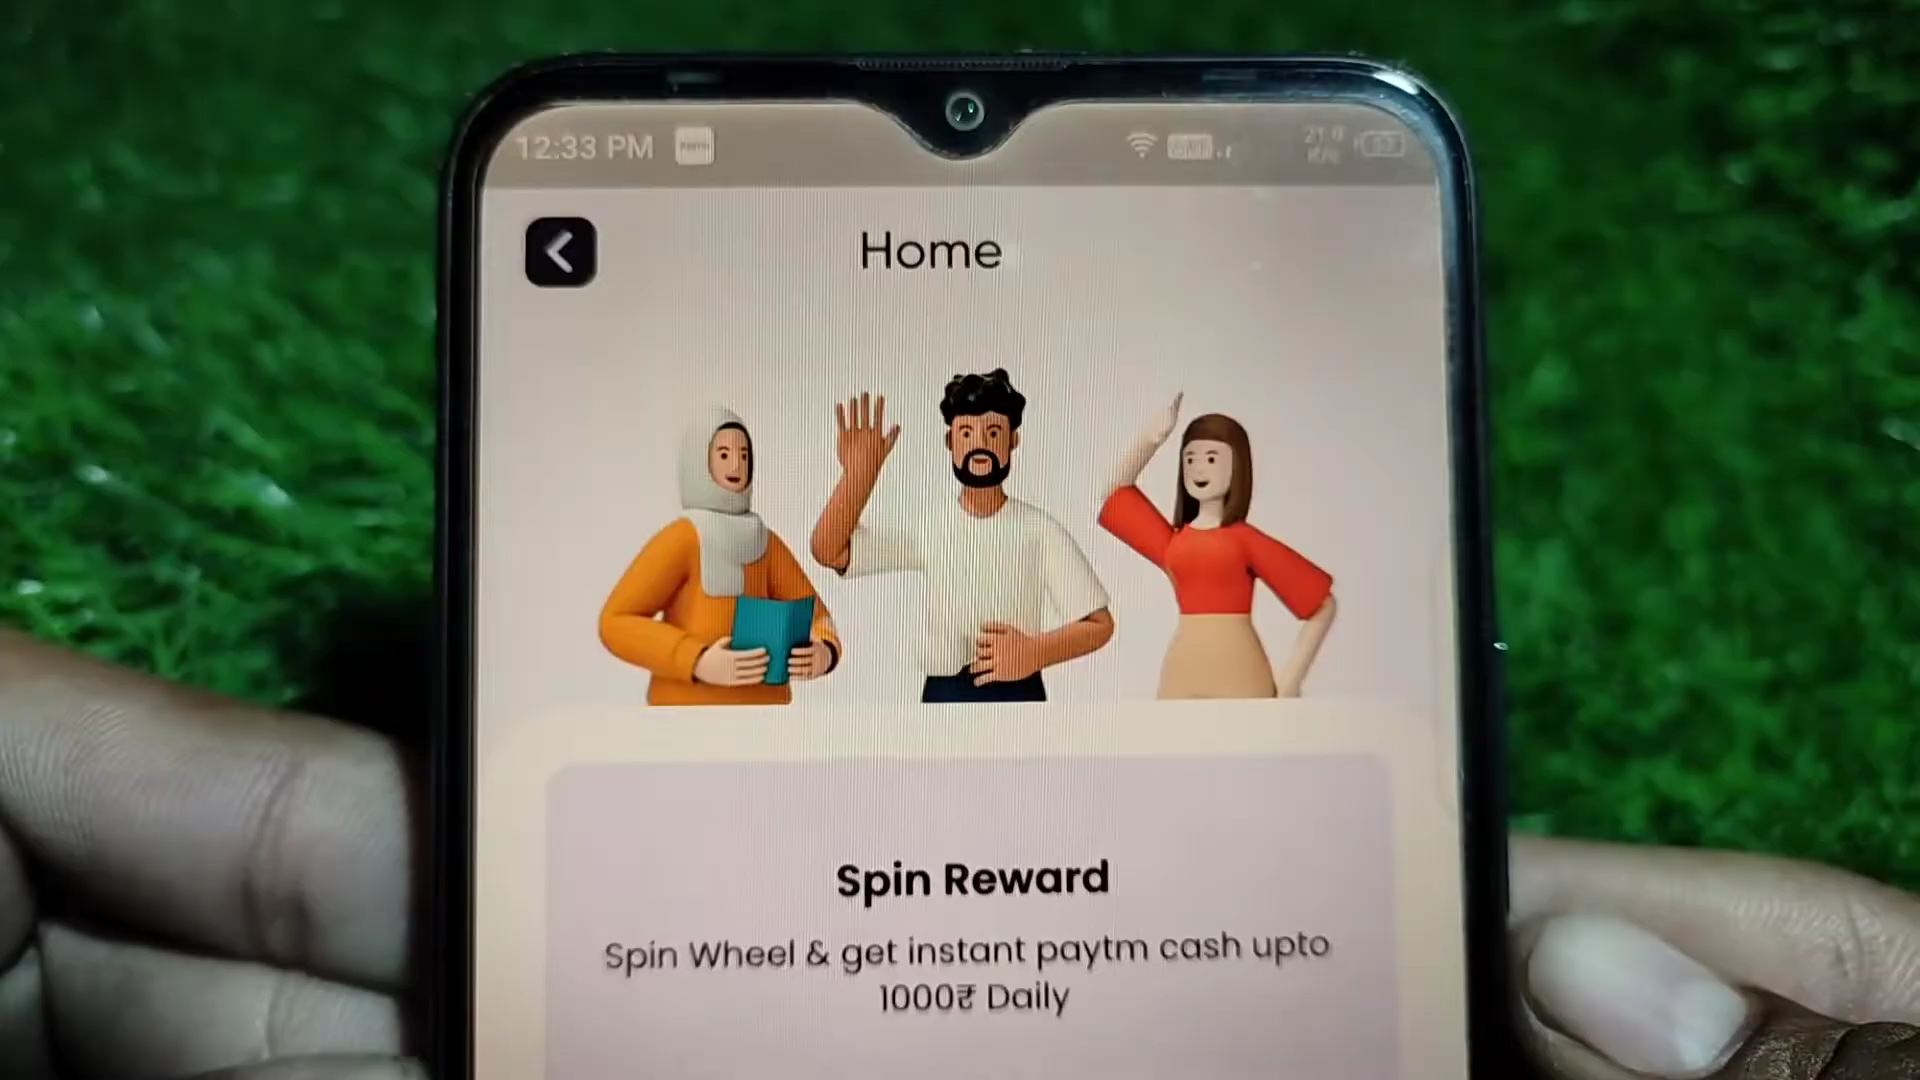 12:33 PM
Home
Spin Reward
Spin Wheel & get instant paytm cash upto
1000₹ Daily